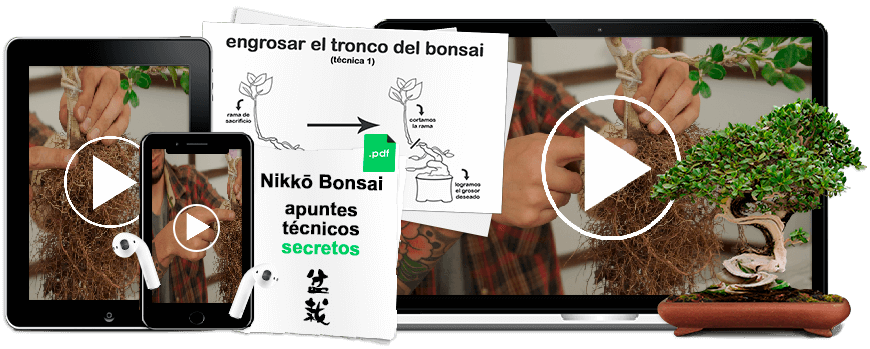 engrosar el tronco del bonsai
(técnica 1)
rama de
sacrificio
cortamos
la rama
logramos
el grosor
deseado
.pdf
Nikkō Bonsai
apuntes
técnicos
secretos
盆
栽